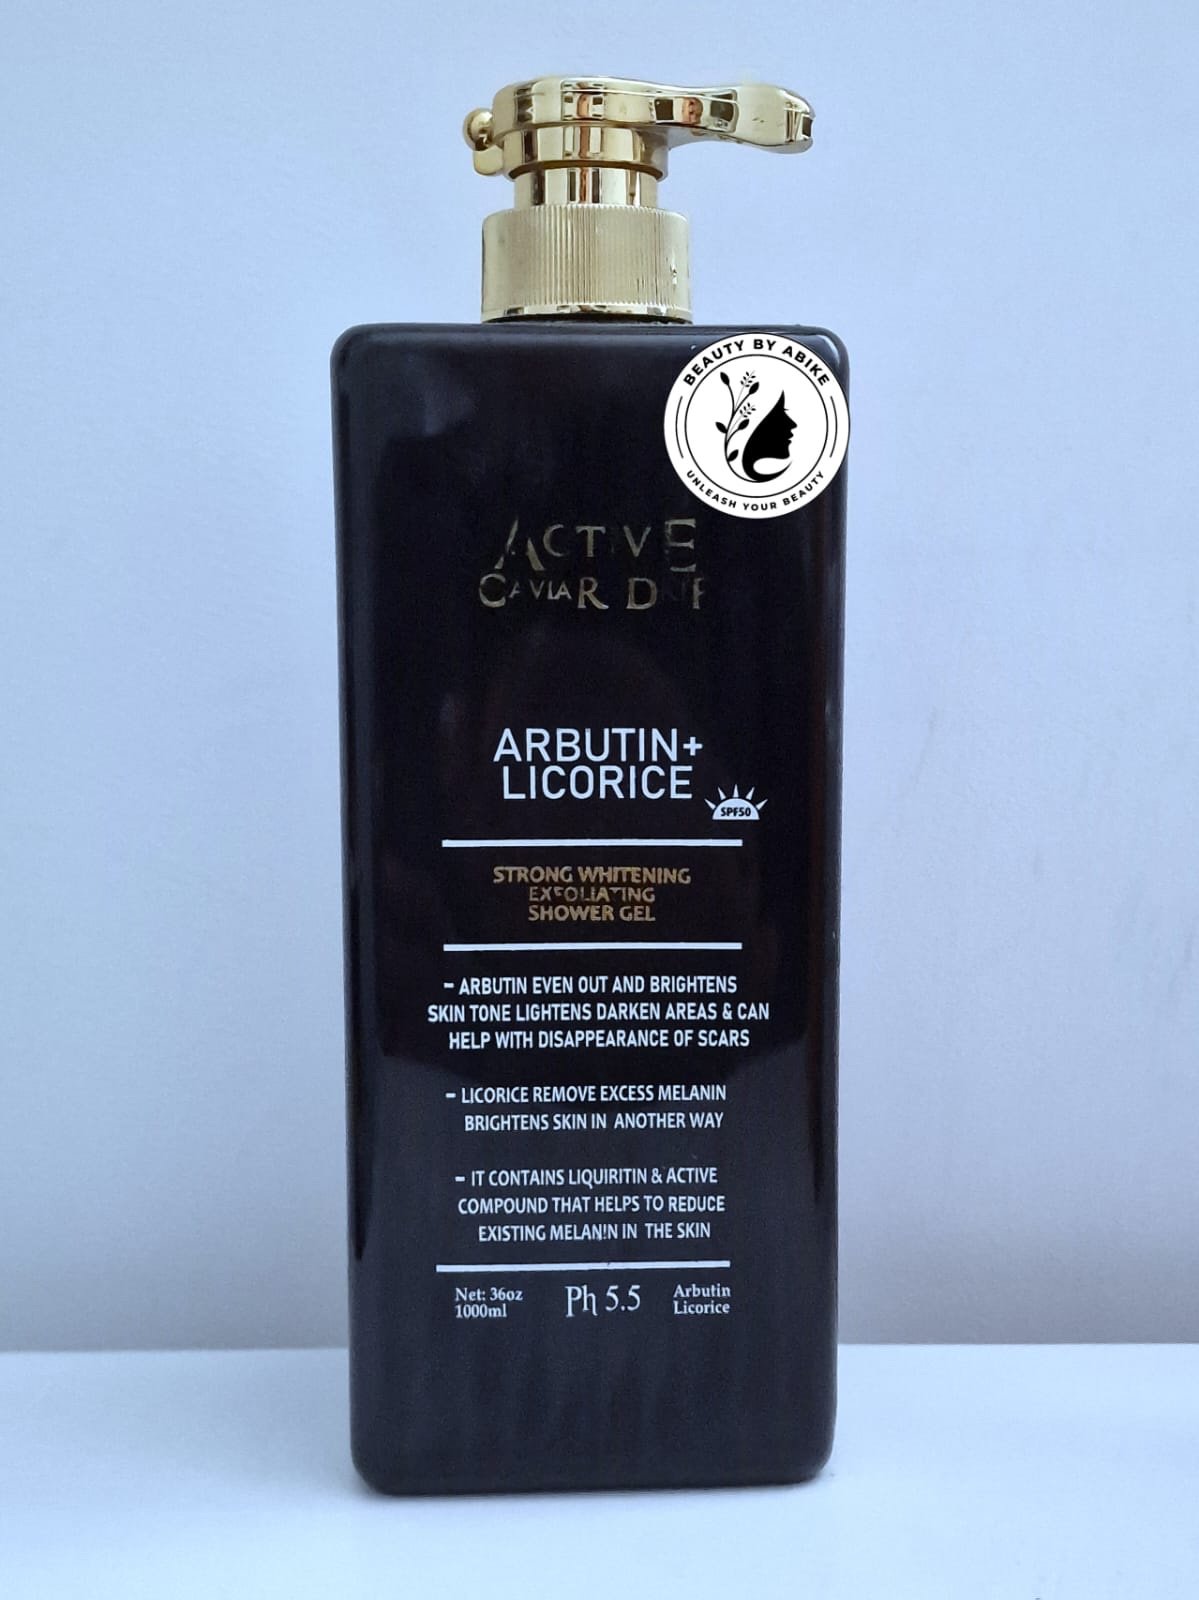 BEAUTY BY ABIKE
UNLEASH YOUR BEAUTY
ACTIVE
CAVIAR DRIP
ARBUTIN+
LICORICE
SPF50
STRONG WHITENING
EXFOLIATING
SHOWER GEL
- ARBUTIN EVEN OUT AND BRIGHTENS
SKIN TONE LIGHTENS DARKEN AREAS & CAN
HELP WITH DISAPPEARANCE OF SCARS
- LICORICE REMOVE EXCESS MELANIN
BRIGHTENS SKIN IN ANOTHER WAY
- IT CONTAINS LIQUIRITIN & ACTIVE
COMPOUND THAT HELPS TO REDUCE
EXISTING MELANIN IN THE SKIN
Net: 36oz
1000ml
Ph 5.5
Arbutin
Licorice